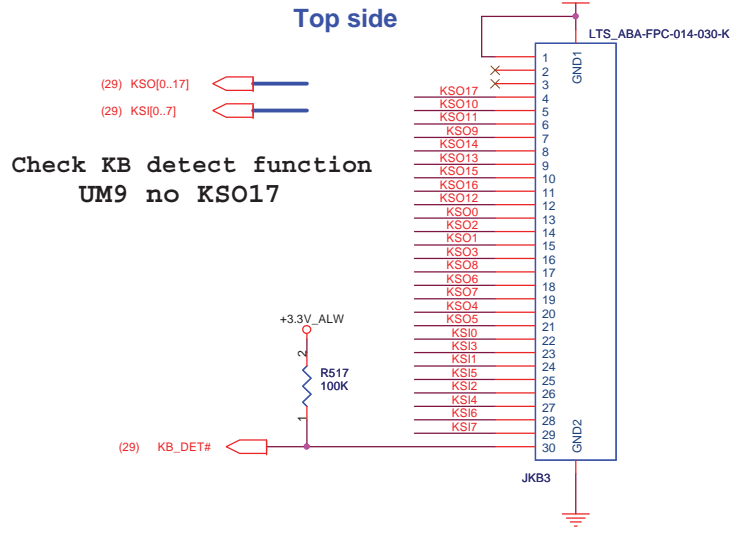 Top side
LTS_ABA-FPC-014-030-K
(29) KSO[0..17]
(29) KSI[0..7]
Check KB detect function
UM9 no KSO17
GND1
1
2
3
KSO17 4
KSO10 5
KSO11 6
KSO9 7
KSO14 8
KSO13 9
KSO15 10
KSO16 11
KSO12 12
KSO0 13
KSO2 14
KSO1 15
KSO3 16
KSO8 17
KSO6 18
KSO7 19
KSO4 20
KSO5 21
KSI0 22
KSI3 23
KSI1 24
KSI5 25
KSI2 26
KSI4 27
KSI6 28
KSI7 29
30
GND2
+3.3V_ALW
2
R517
100K
1
(29) KB_DET#
JKB3